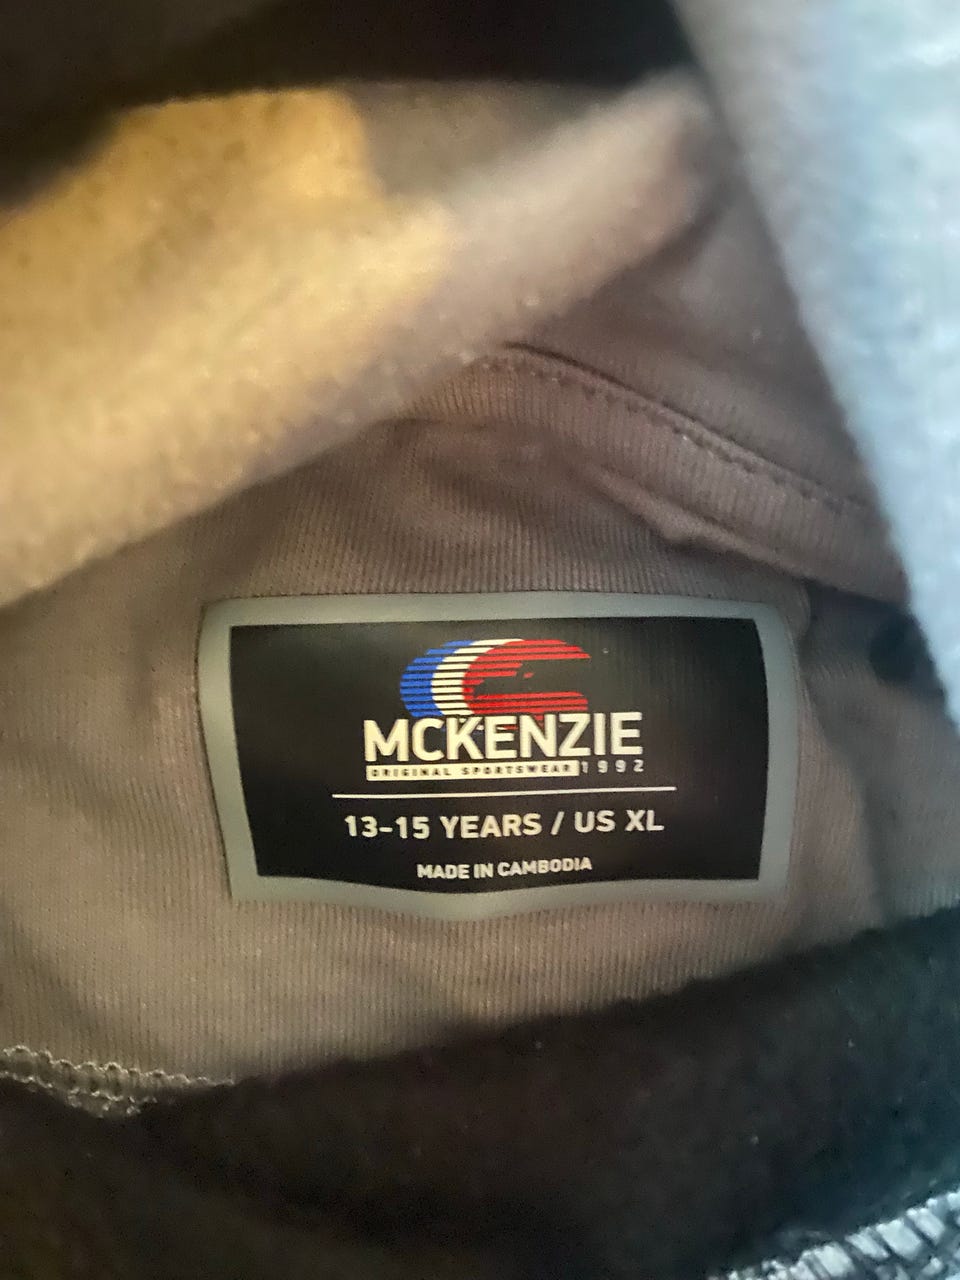 MCKENZIE
ORIGINAL SPORTSWEAR 1992
13-15 YEARS / US XL
MADE IN CAMBODIA